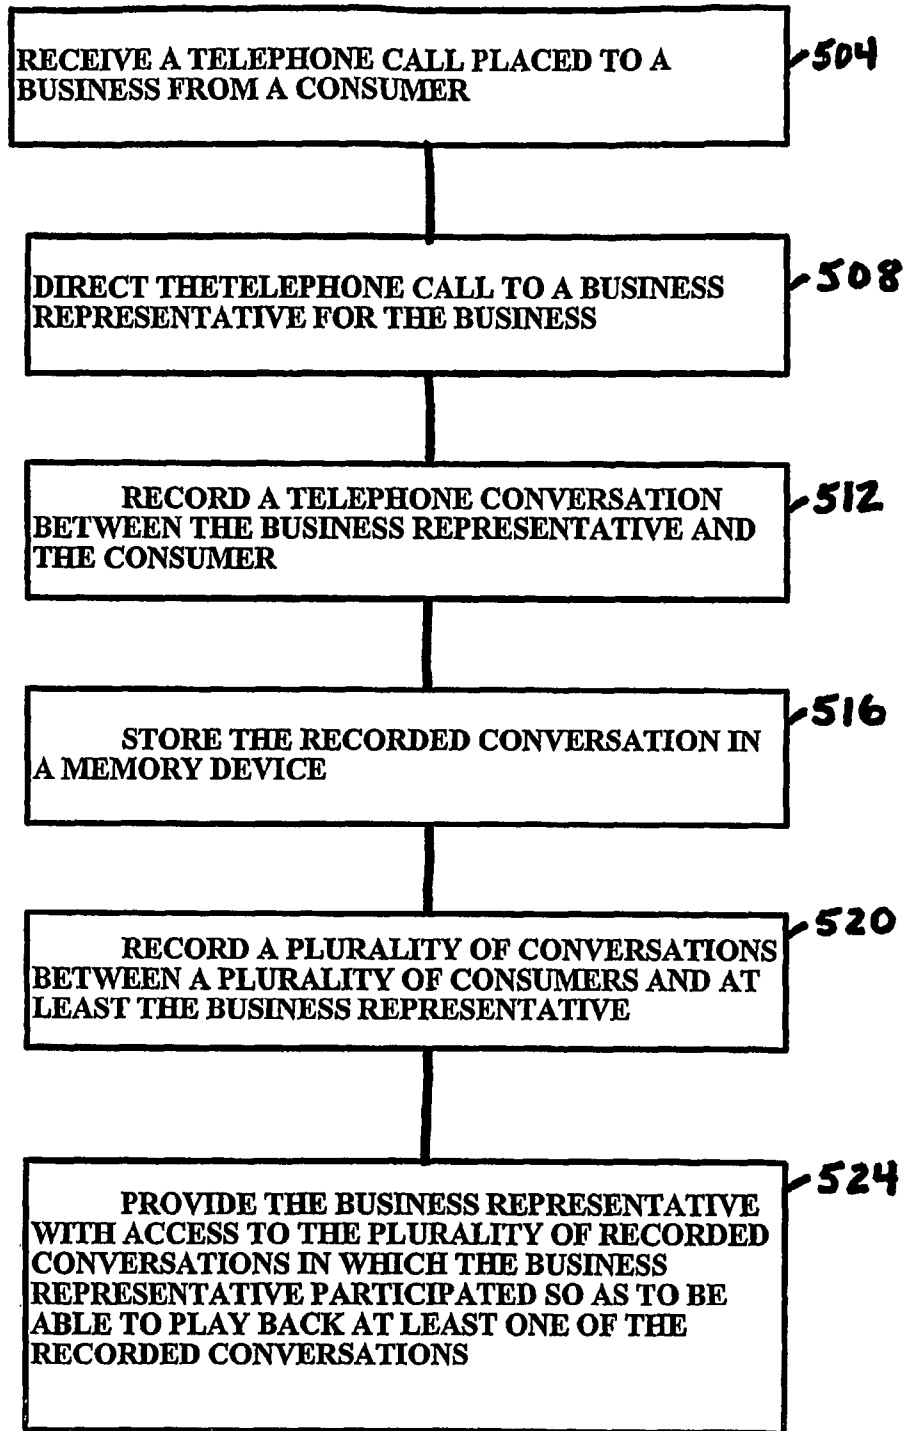 RECEIVE A TELEPHONE CALL PLACED TO A
BUSINESS FROM A CONSUMER
504
DIRECT THETELEPHONE CALL TO A BUSINESS
REPRESENTATIVE FOR THE BUSINESS
508
RECORD A TELEPHONE CONVERSATION
BETWEEN THE BUSINESS REPRESENTATIVE AND
THE CONSUMER
512
STORE THE RECORDED CONVERSATION IN
A MEMORY DEVICE
516
RECORD A PLURALITY OF CONVERSATIONS
BETWEEN A PLURALITY OF CONSUMERS AND AT
LEAST THE BUSINESS REPRESENTATIVE
520
PROVIDE THE BUSINESS REPRESENTATIVE
WITH ACCESS TO THE PLURALITY OF RECORDED
CONVERSATIONS IN WHICH THE BUSINESS
REPRESENTATIVE PARTICIPATED SO AS TO BE
ABLE TO PLAY BACK AT LEAST ONE OF THE
RECORDED CONVERSATIONS
524